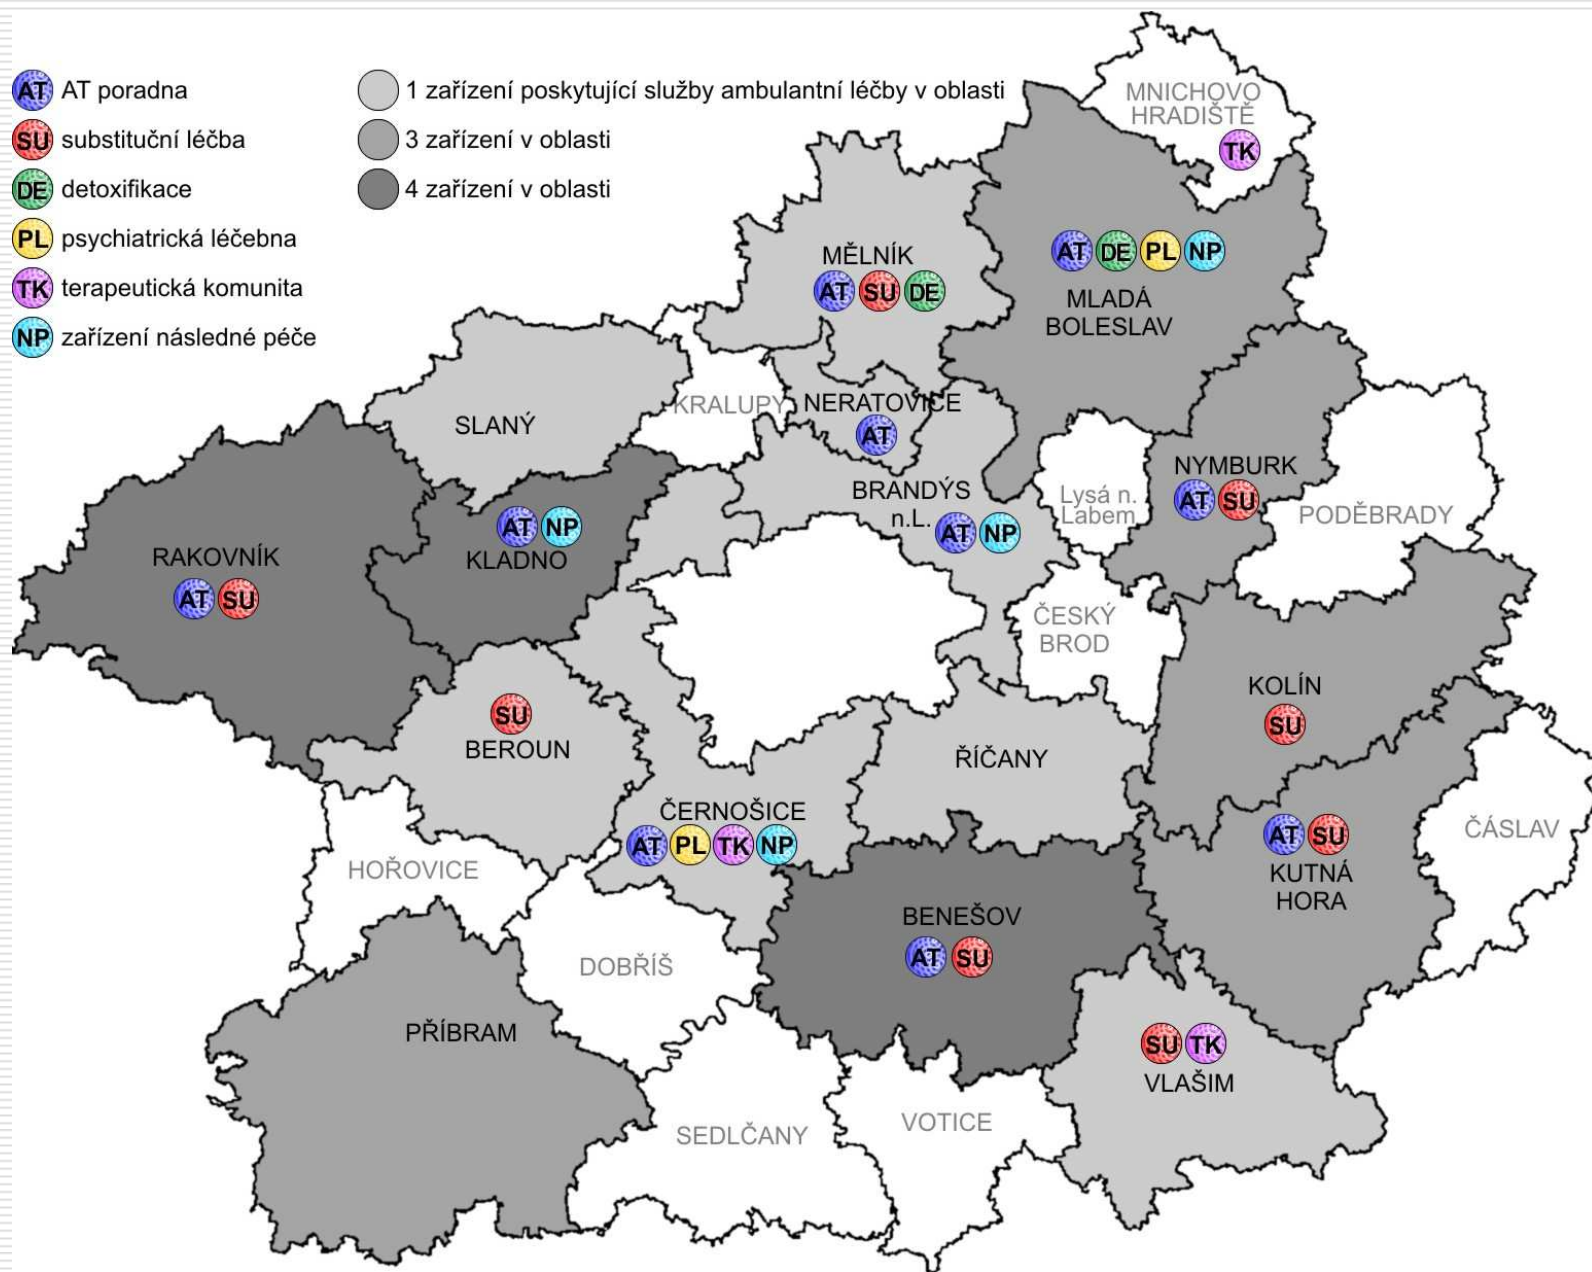 AT AT poradna
SU substituční léčba
DE detoxifikace
PL psychiatrická léčebna
TK terapeutická komunita
NP zařízení následné péče
1 zařízení poskytující služby ambulantní léčby v oblasti
3 zařízení v oblasti
4 zařízení v oblasti
MNICHOVO
HRADIŠTĚ
TK
MĚLNÍK
AT SU DE
AT DE PL NP
MLADÁ
BOLESLAV
SLANÝ
KRALUPY
NERATOVICE
AT
BRANDÝS
n.L.
AT NP
Lysá n.
Labem
NYMBURK
AT SU
PODĚBRADY
RAKOVNÍK
AT SU
AT NP
KLADNO
ČESKÝ
BROD
KOLÍN
SU
SU
BEROUN
ŘÍČANY
ČERNOŠICE
AT PL TK NP
AT SU
KUTNÁ
HORA
ČÁSLAV
HOŘOVICE
DOBŘÍŠ
BENEŠOV
AT SU
PŘÍBRAM
SU TK
VLAŠIM
SEDLČANY
VOTICE